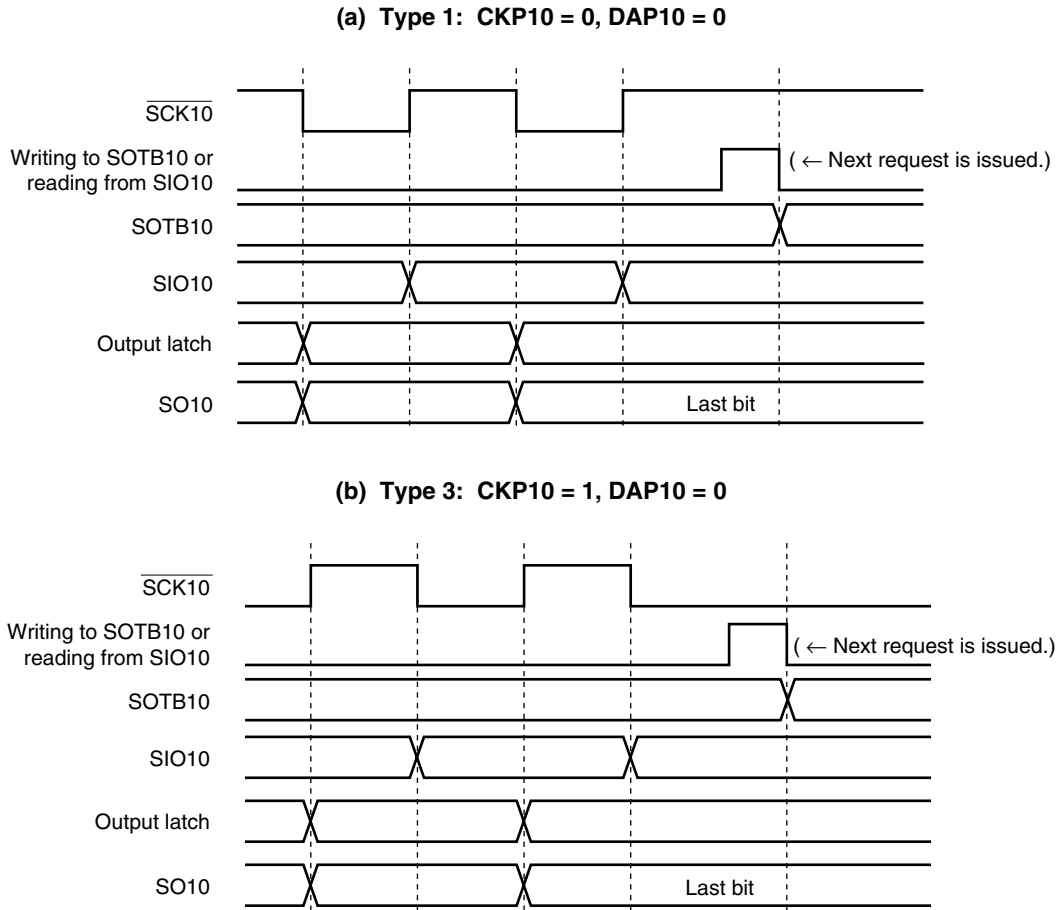 (a) Type 1: CKP10 = 0, DAP10 = 0
SCK10
Writing to SOTB10 or
reading from SIO10
( ← Next request is issued.)
SOTB10
SIO10
Output latch
SO10
Last bit
(b) Type 3: CKP10 = 1, DAP10 = 0
SCK10
Writing to SOTB10 or
reading from SIO10
( ← Next request is issued.)
SOTB10
SIO10
Output latch
SO10
Last bit